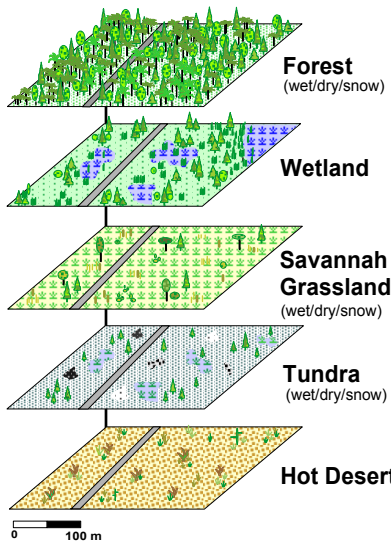 Forest
(wet/dry/snow)
Wetland
Savannah
Grassland
(wet/dry/snow)
Tundra
(wet/dry/snow)
Hot Desert
0 100 m